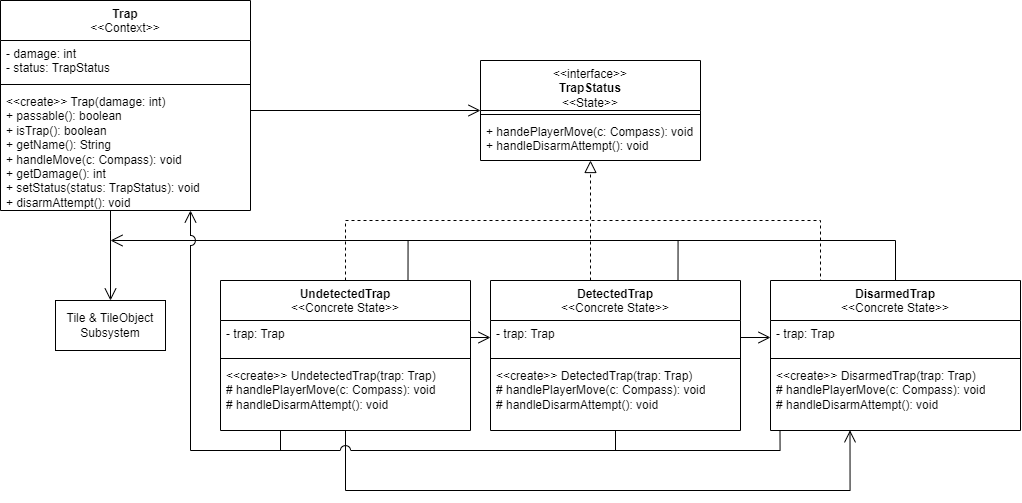 Trap
<<Context>>
- damage: int
- status: TrapStatus
<<create>> Trap(damage: int)
+ passable(): boolean
+ isTrap(): boolean
+ getName(): String
+ handleMove(c: Compass): void
+ getDamage(): int
+ setStatus(status: TrapStatus): void
+ disarmAttempt(): void
<<interface>>
TrapStatus
<<State>>
+ handePlayerMove(c: Compass): void
+ handleDisarmAttempt(): void
Tile & TileObject
Subsystem
UndetectedTrap
<<Concrete State>>
- trap: Trap
<<create>> UndetectedTrap(trap: Trap)
# handlePlayerMove(c: Compass): void
# handleDisarmAttempt(): void
DetectedTrap
<<Concrete State>>
- trap: Trap
<<create>> DetectedTrap(trap: Trap)
# handlePlayerMove(c: Compass): void
# handleDisarmAttempt(): void
DisarmedTrap
<<Concrete State>>
- trap: Trap
<<create>> DisarmedTrap(trap: Trap)
# handlePlayerMove(c: Compass): void
# handleDisarmAttempt(): void